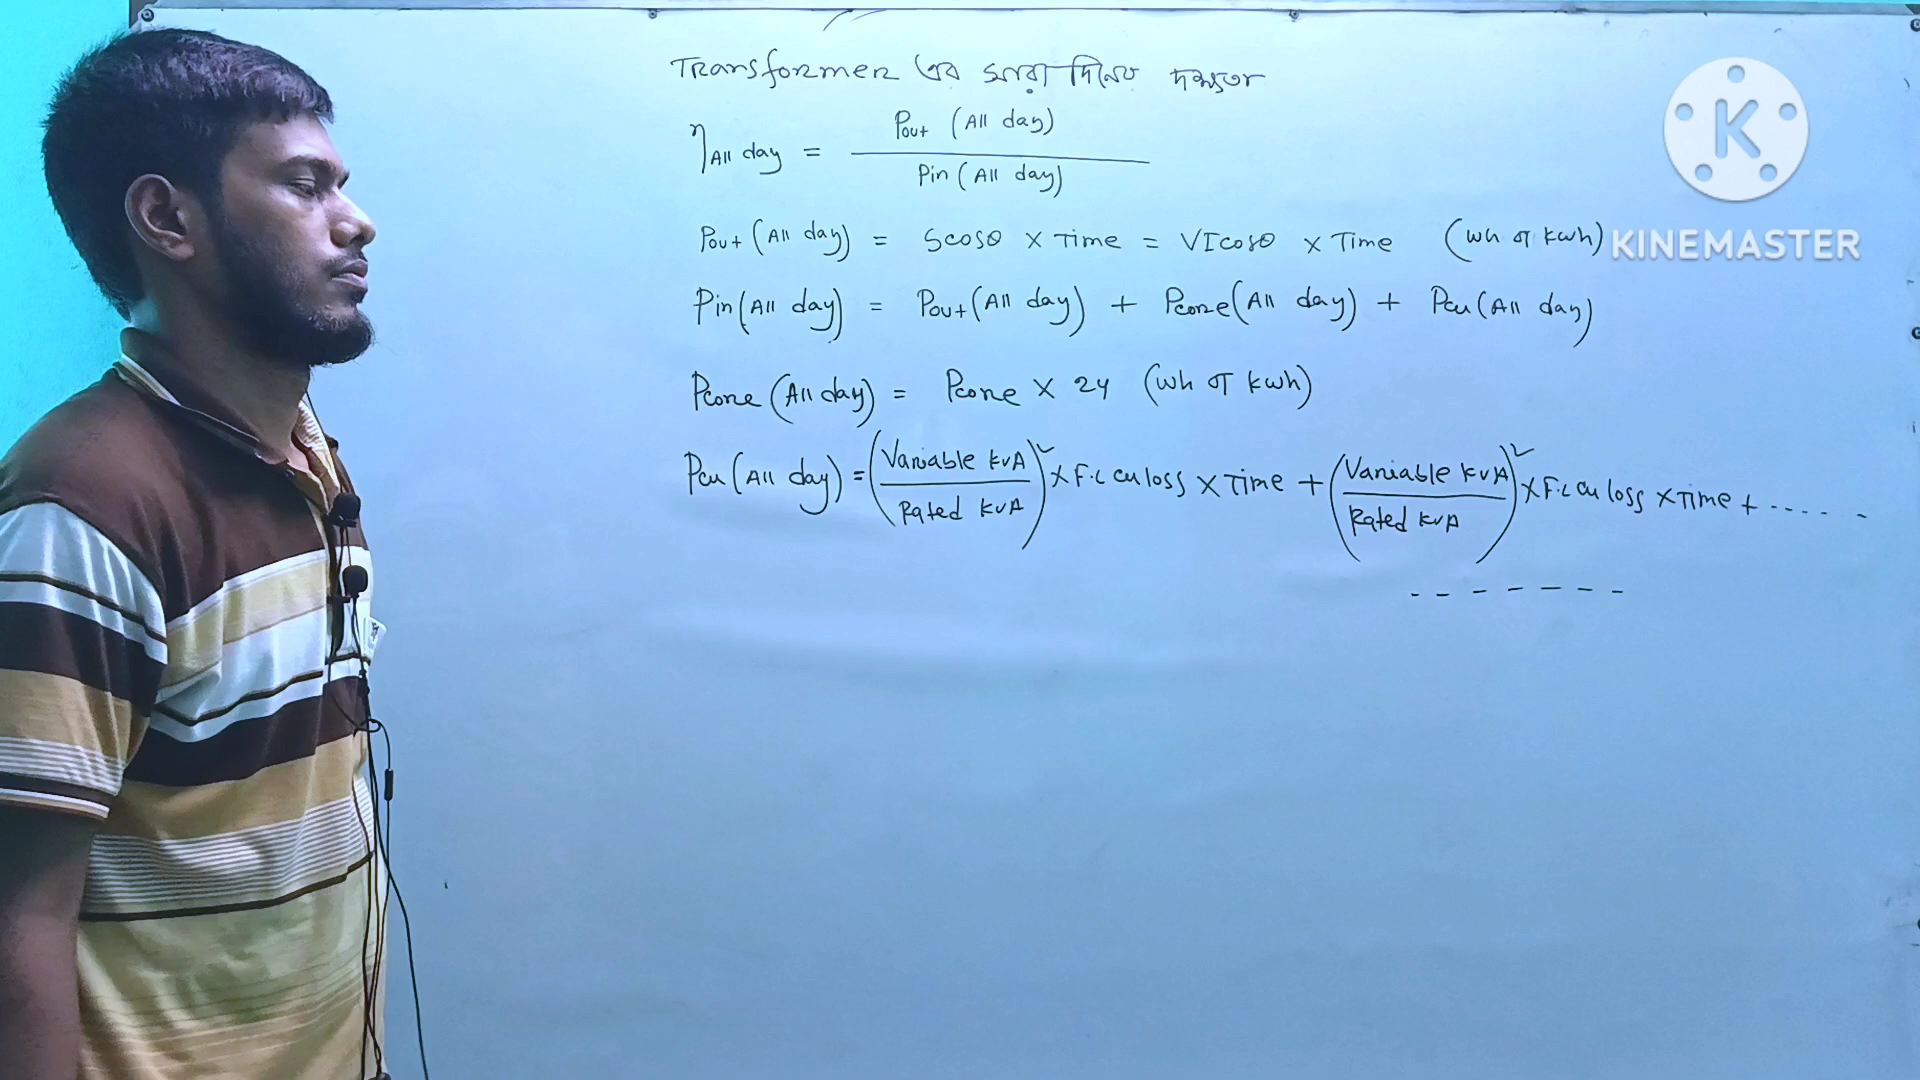 Transformer এর সারা দিনের দক্ষতা
η All day = Pout (All day) / Pin (All day)
Pout (All day) = Scosθ × Time = VIcosθ × Time (wh বা kwh)
Pin (All day) = Pout (All day) + Pcore (All day) + Pcu (All day)
Pcore (All day) = Pcore × 24 (wh বা kwh)
Pcu (All day) = (Variable KVA / Rated KVA)² × F.L cu loss × Time + (Variable KVA / Rated KVA)² × F.L cu loss × Time + ......
- - - - - - -
K
KINEMASTER